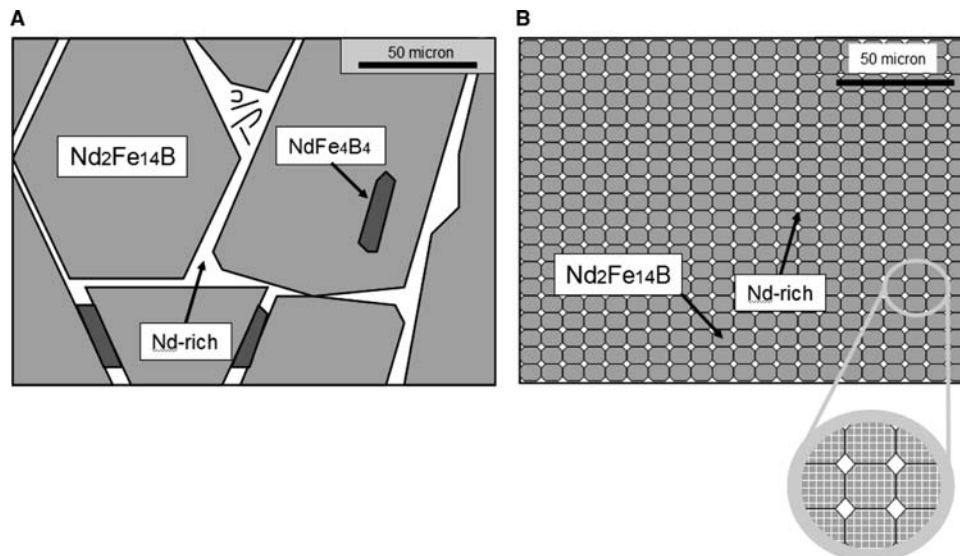 A
50 micron
Nd₂Fe₁₄B
NdFe₄B₄
Nd-rich
B
50 micron
Nd₂Fe₁₄B
Nd-rich